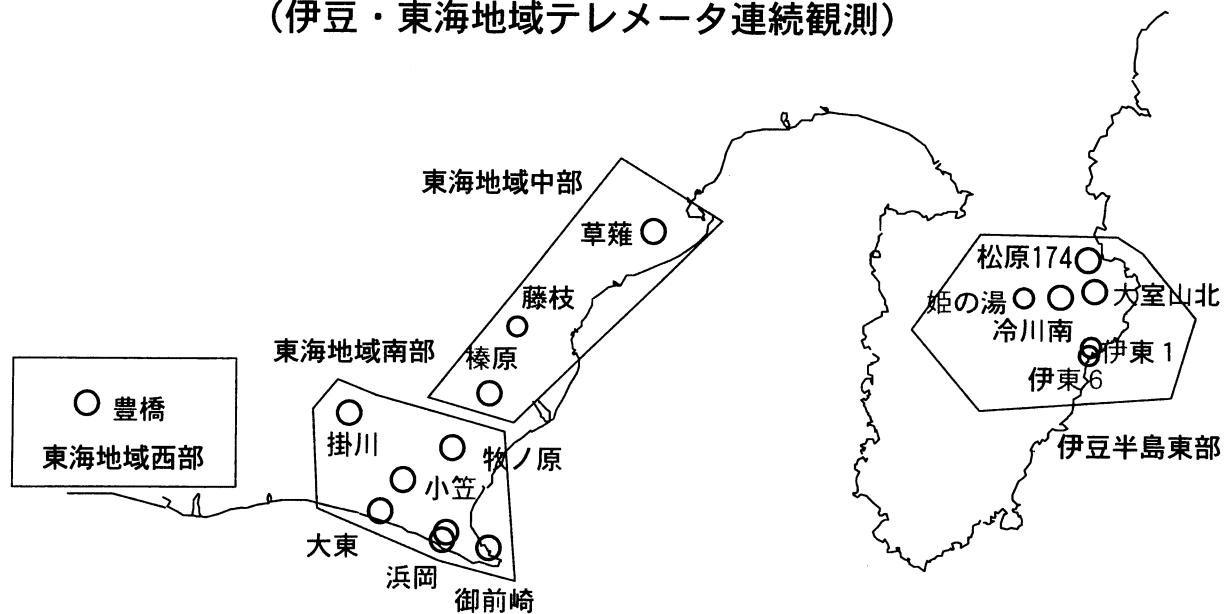 (伊豆・東海地域テレメータ連続観測)
東海地域中部
草薙
藤枝
榛原
東海地域南部
掛川
牧ノ原
小笠
大東
浜岡
御前崎
豊橋
東海地域西部
松原174
姫の湯
大室山北
冷川南
伊東1
伊東6
伊豆半島東部